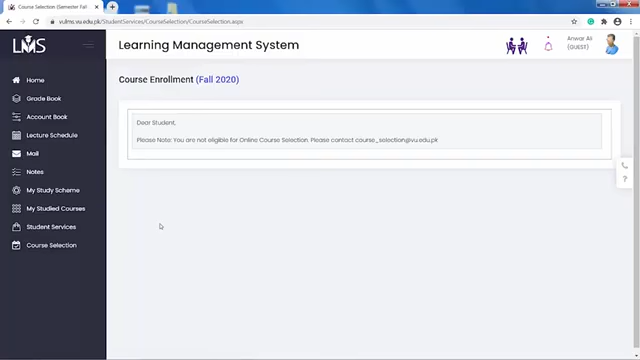 Course Selection (Semester Fall
vulms.vu.edu.pk/StudentServices/CourseSelection/CourseSelection.aspx
LMS
Learning Management System
Anwar Ali
(GUEST)
Home
Grade Book
Account Book
Lecture Schedule
Mail
Notes
My Study Scheme
My Studied Courses
Student Services
Course Selection
Course Enrollment (Fall 2020)
Dear Student,
Please Note: You are not eligible for Online Course Selection. Please contact course_selection@vu.edu.pk